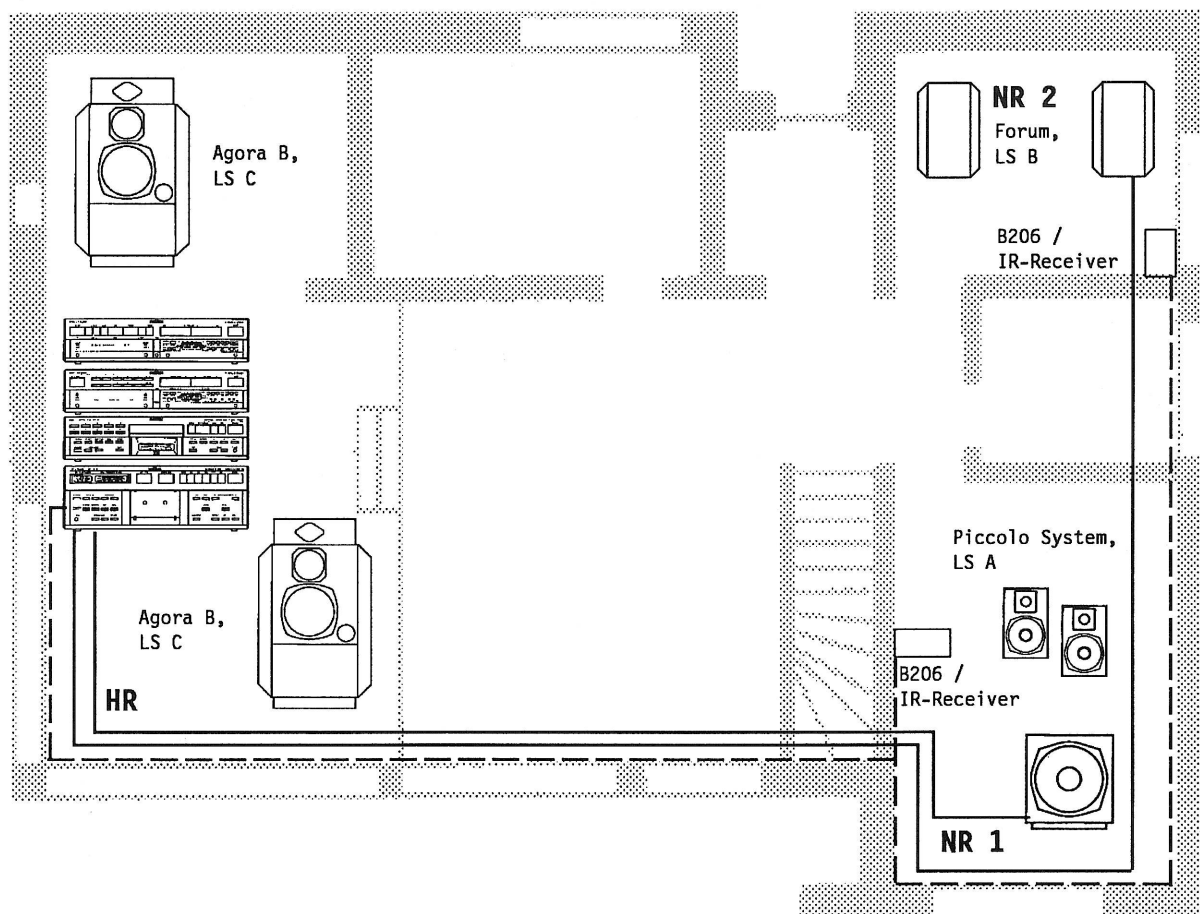 Agora B,
LS C
NR 2
Forum,
LS B
B206 /
IR-Receiver
Piccolo System,
LS A
Agora B,
LS C
B206 /
IR-Receiver
HR
NR 1